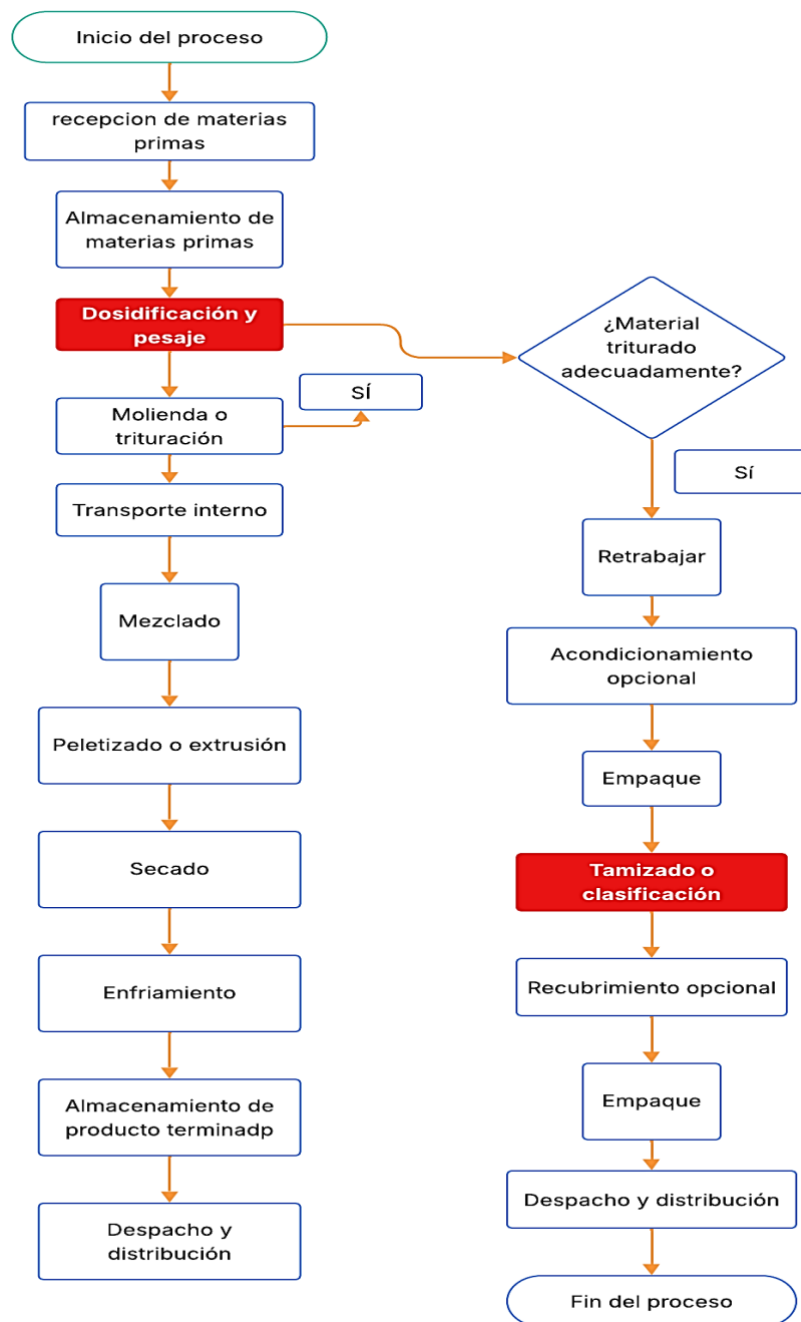 Inicio del proceso
recepcion de materias
primas
Almacenamiento de
materias primas
Dosidificación y
pesaje
Molienda o
trituración
SÍ
Transporte interno
Mezclado
Peletizado o extrusión
Secado
Enfriamiento
Almacenamiento de
producto terminadp
Despacho y
distribución
¿Material
triturado
adecuadamente?
Sí
Retrabajar
Acondicionamiento
opcional
Empaque
Tamizado o
clasificación
Recubrimiento opcional
Empaque
Despacho y distribución
Fin del proceso